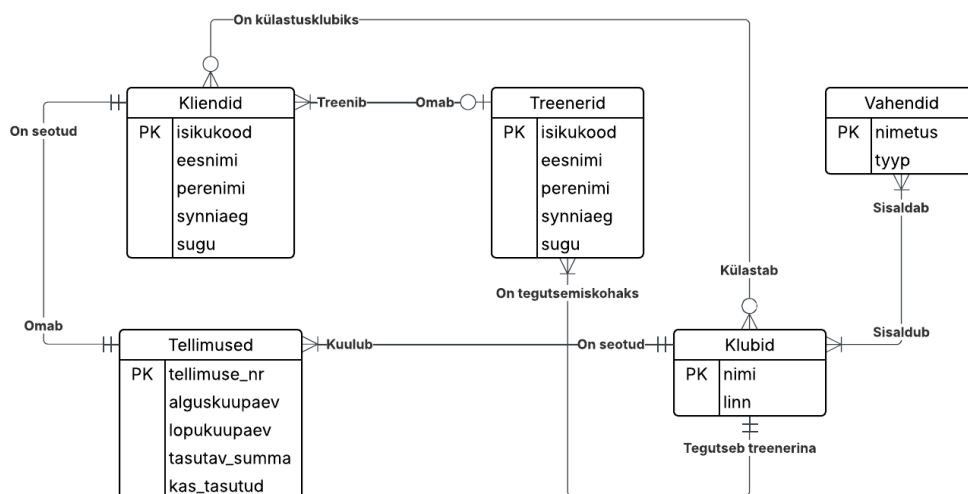 On külastusklubiks
Kliendid
PK isikukood
eesnimi
perenimi
synniaeg
sugu
Treenib
Omab
Treenerid
PK isikukood
eesnimi
perenimi
synniaeg
sugu
Vahendid
PK nimetus
tyyp
On seotud
Sisaldab
Külastab
On tegutsemiskohaks
Omab
Sisaldub
Tellimused
PK tellimuse_nr
alguskuupaev
lopukuupaev
tasutav_summa
kas_tasutud
Kuulub
On seotud
Klubid
PK nimi
linn
Tegutseb treenerina